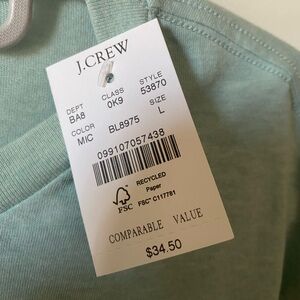 J.CREW
DEPT CLASS STYLE
BA8 0K9 53870
COLOR SIZE
MIC BL8975 L
099107057438
RECYCLED
Paper
FSC FSC® C117781
COMPARABLE VALUE
$34.50